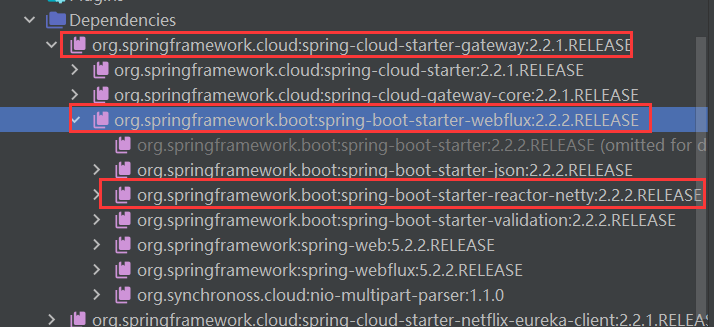 Dependencies
org.springframework.cloud:spring-cloud-starter-gateway:2.2.1.RELEASE
org.springframework.cloud:spring-cloud-starter:2.2.1.RELEASE
org.springframework.cloud:spring-cloud-gateway-core:2.2.1.RELEASE
org.springframework.boot:spring-boot-starter-webflux:2.2.2.RELEASE
org.springframework.boot:spring-boot-starter:2.2.2.RELEASE (omitted for d
org.springframework.boot:spring-boot-starter-json:2.2.2.RELEASE
org.springframework.boot:spring-boot-starter-reactor-netty:2.2.2.RELEASE
org.springframework.boot:spring-boot-starter-validation:2.2.2.RELEASE
org.springframework:spring-web:5.2.2.RELEASE
org.springframework:spring-webflux:5.2.2.RELEASE
org.synchronoss.cloud:nio-multipart-parser:1.1.0
org.springframework.cloud:spring-cloud-starter-netflix-eureka-client:2.2.1.RELEASE